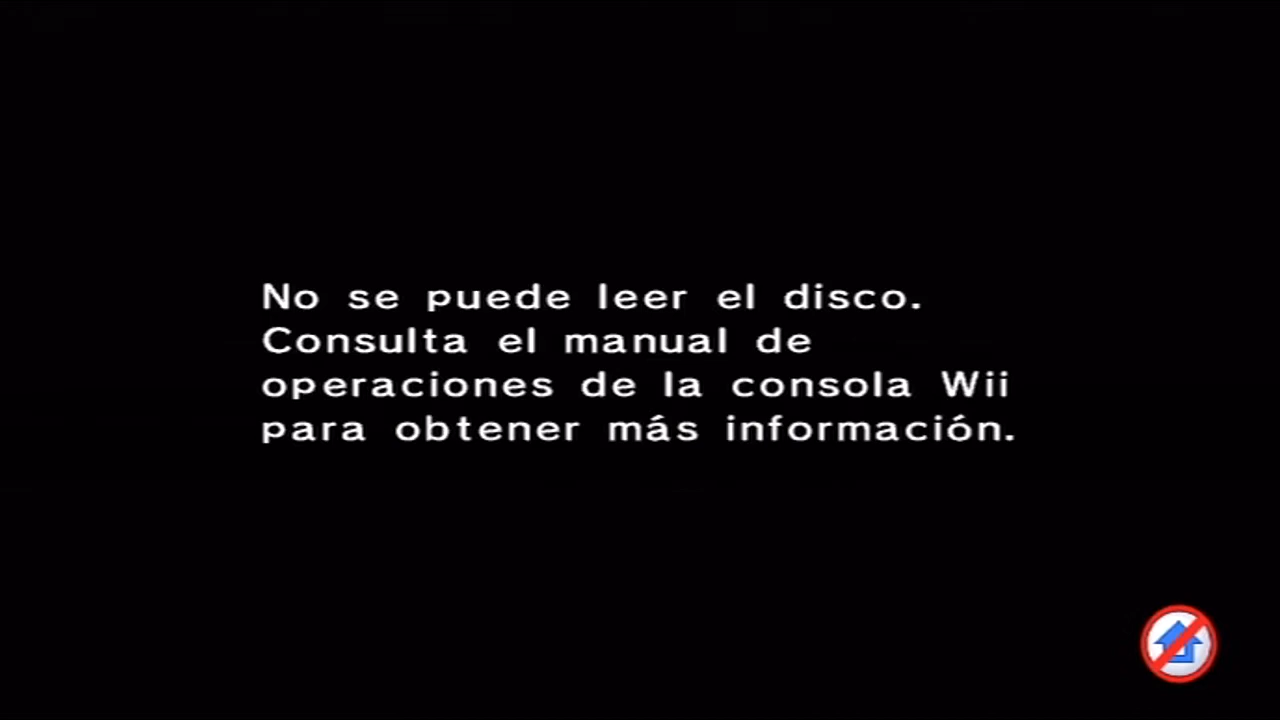 No se puede leer el disco.
Consulta el manual de
operaciones de la consola Wii
para obtener más información.